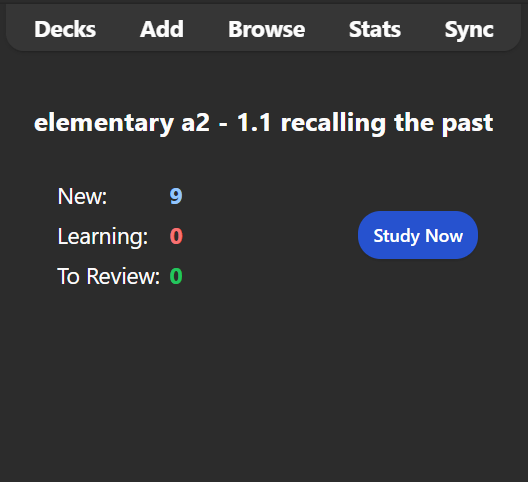 Decks Add Browse Stats Sync
elementary a2 - 1.1 recalling the past
New: 9
Learning: 0
To Review: 0
Study Now